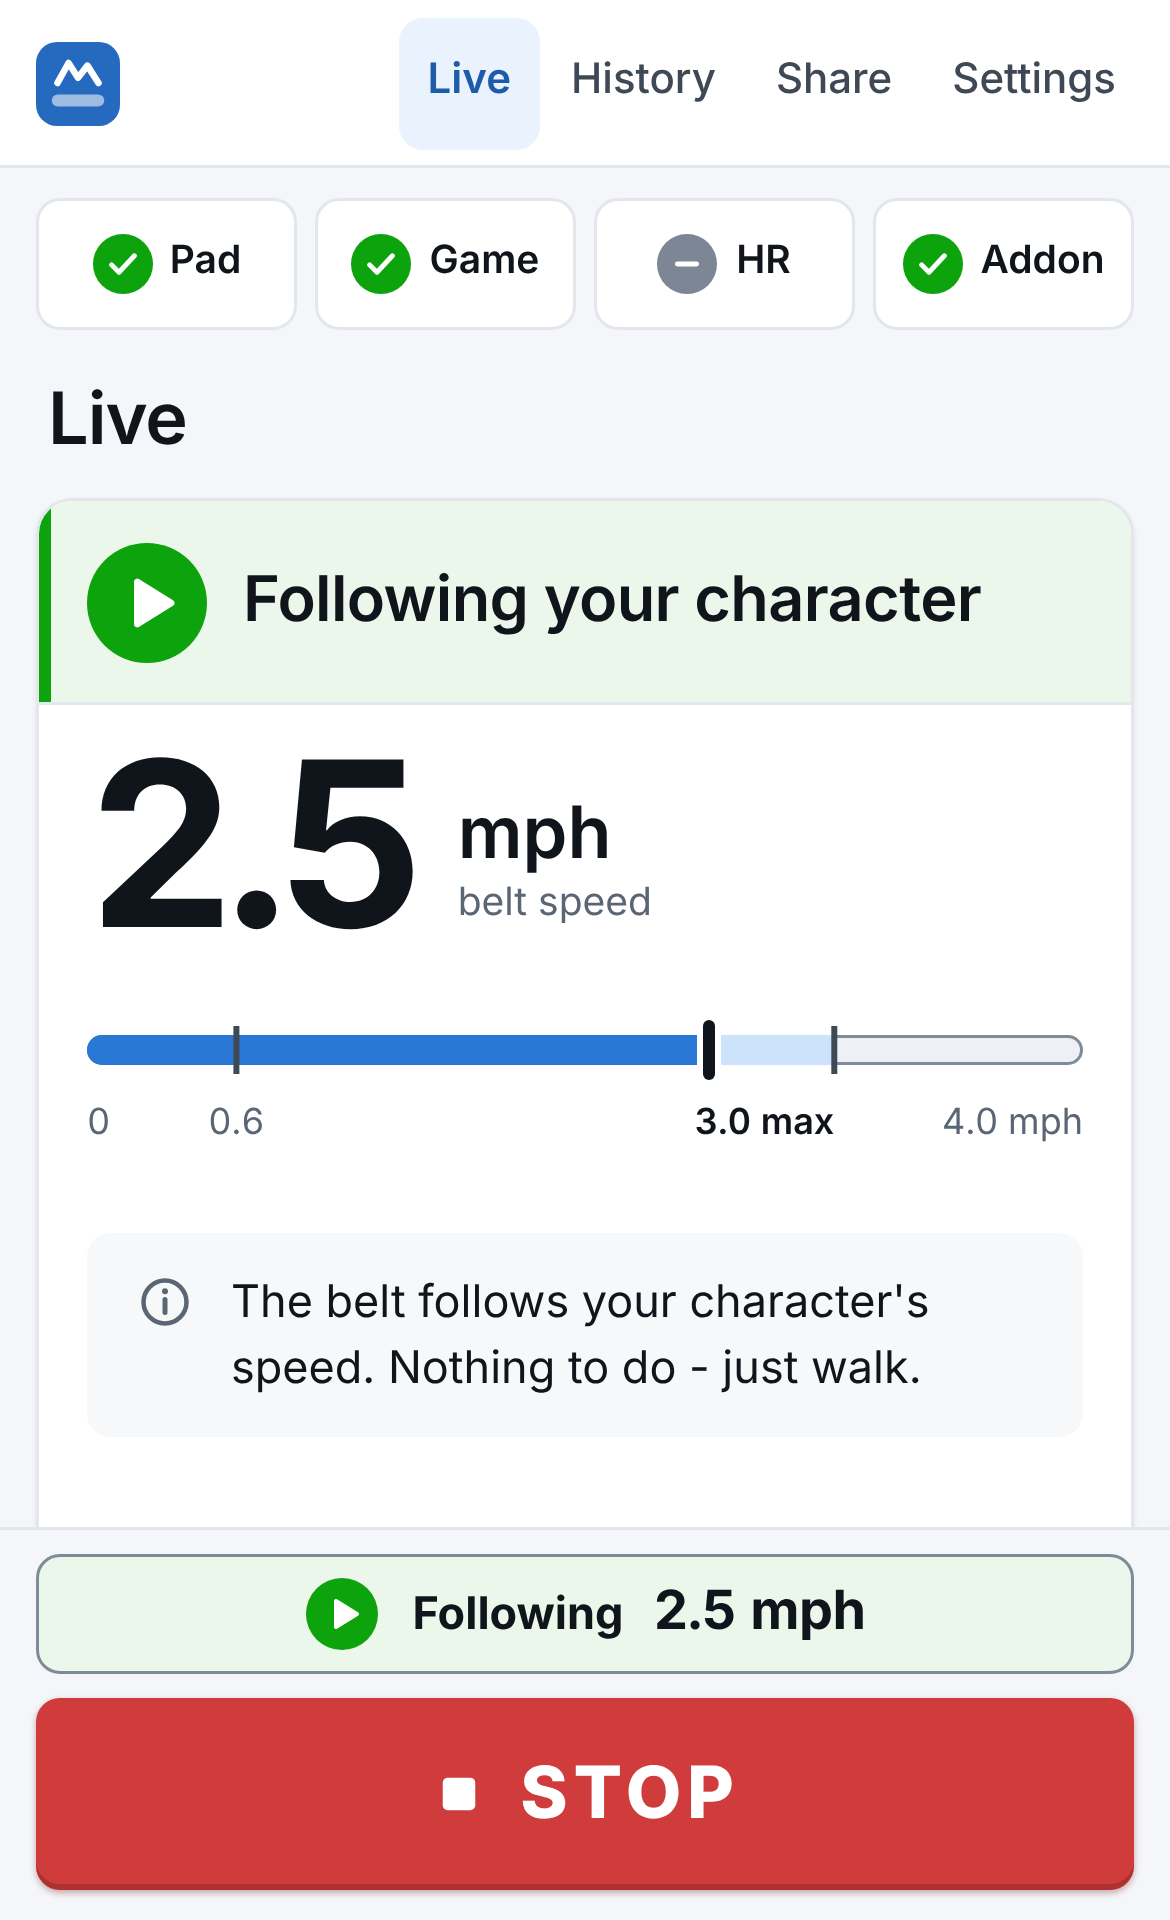 Live History Share Settings
Pad Game HR Addon
Live
Following your character
2.5 mph
belt speed
0 0.6 3.0 max 4.0 mph
The belt follows your character's
speed. Nothing to do - just walk.
Following 2.5 mph
STOP